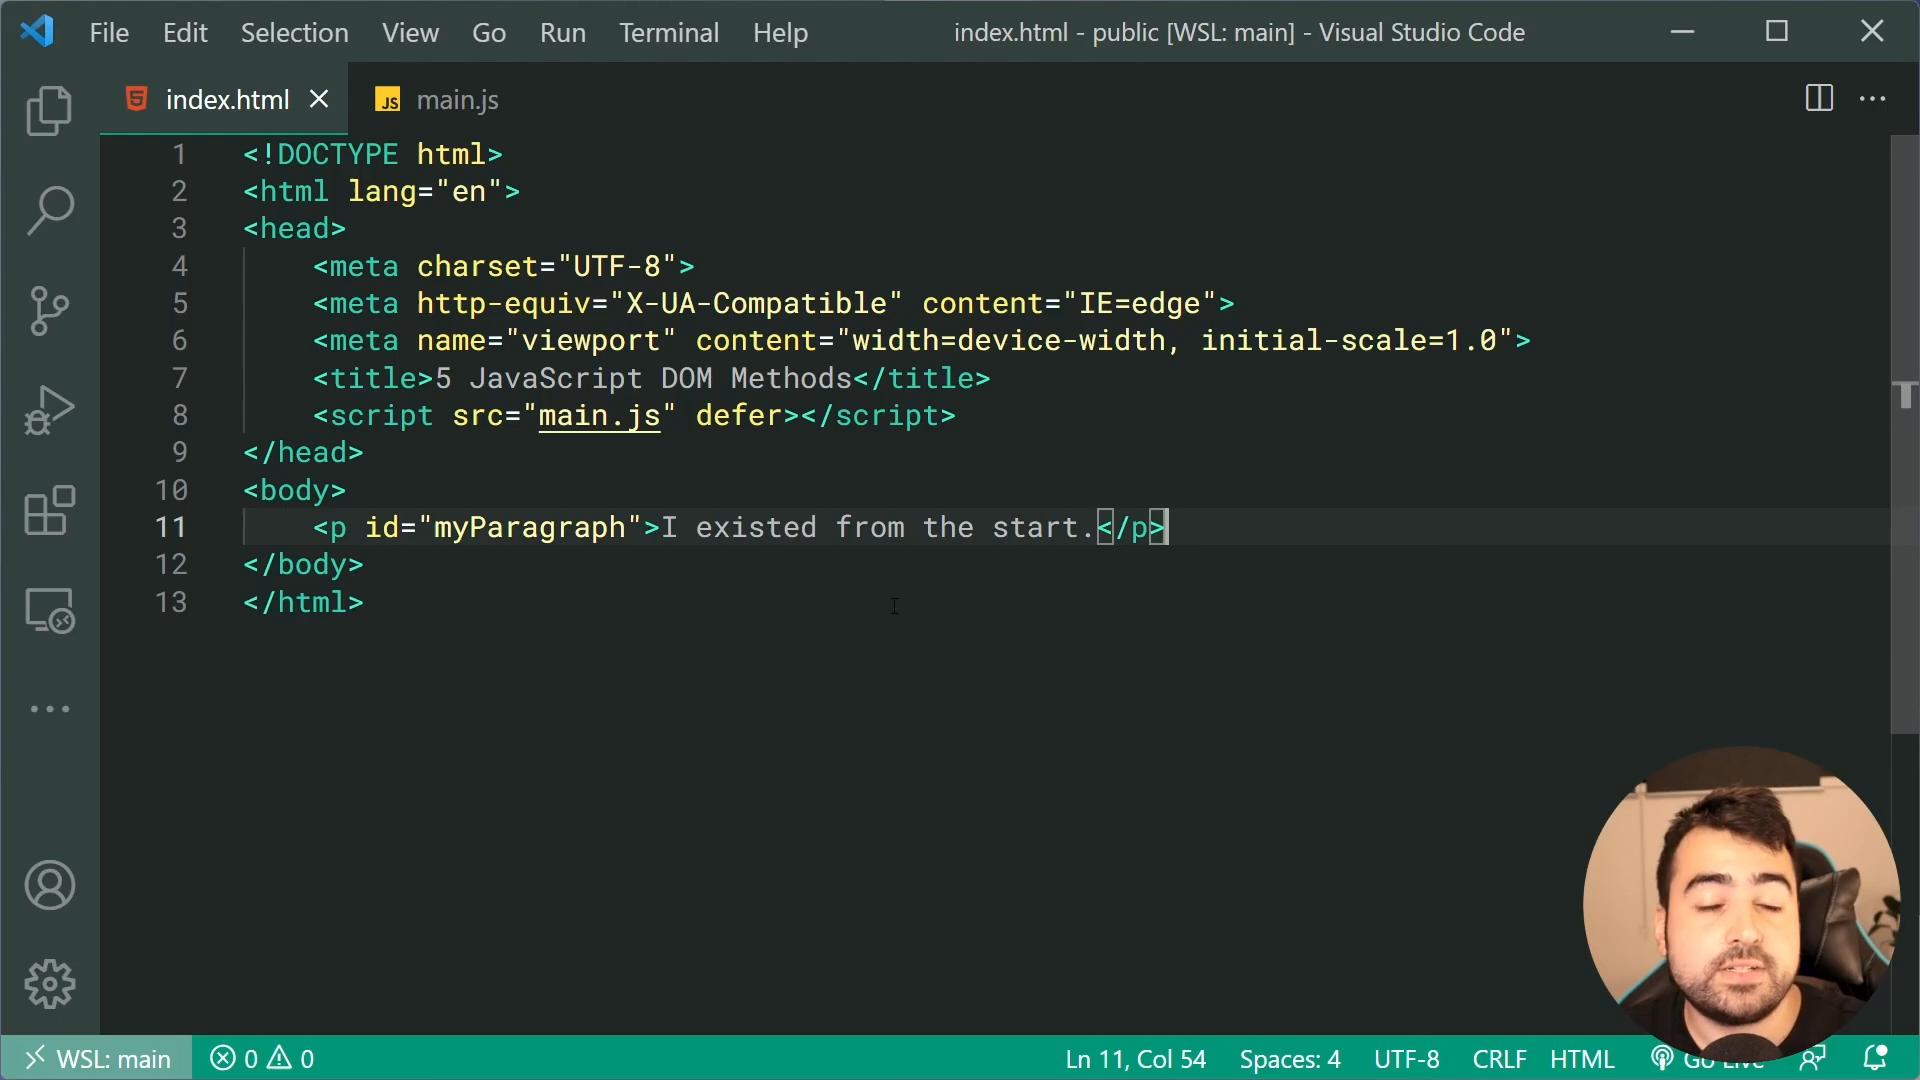 File Edit Selection View Go Run Terminal Help index.html - public [WSL: main] - Visual Studio Code
index.html JS main.js
1 <!DOCTYPE html>
2 <html lang="en">
3 <head>
4 <meta charset="UTF-8">
5 <meta http-equiv="X-UA-Compatible" content="IE=edge">
6 <meta name="viewport" content="width=device-width, initial-scale=1.0">
7 <title>5 JavaScript DOM Methods</title>
8 <script src="main.js" defer></script>
9 </head>
10 <body>
11 <p id="myParagraph">I existed from the start.</p>
12 </body>
13 </html>
WSL: main 0 0 Ln 11, Col 54 Spaces: 4 UTF-8 CRLF HTML Go Live